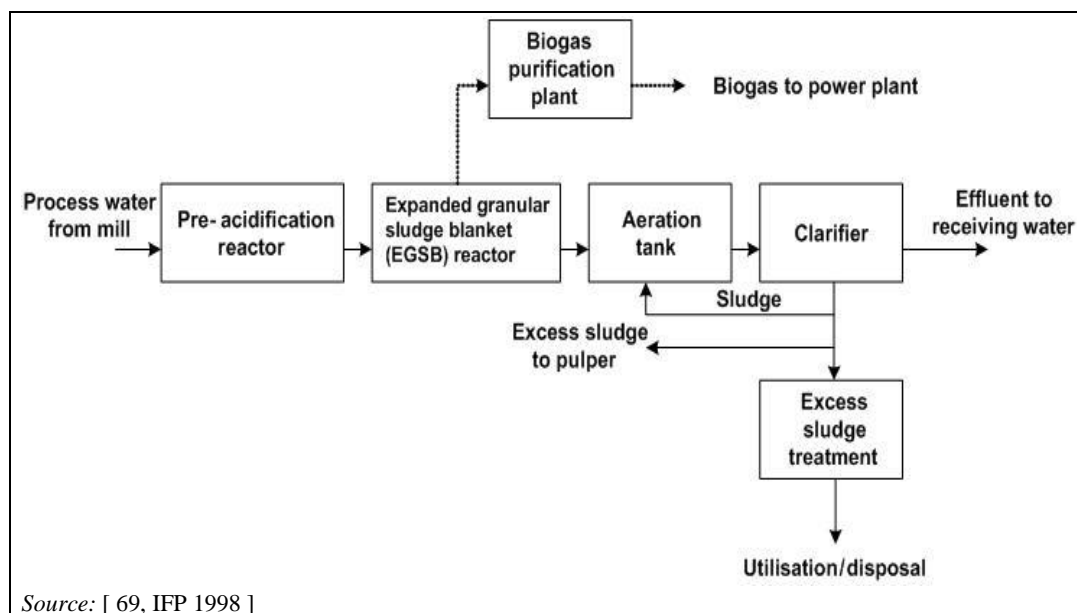 Biogas
purification
plant
Biogas to power plant
Process water
from mill
Pre- acidification
reactor
Expanded granular
sludge blanket
(EGSB) reactor
Aeration
tank
Clarifier
Effluent to
receiving water
Sludge
Excess sludge
to pulper
Excess
sludge
treatment
Utilisation/disposal
Source: [ 69, IFP 1998 ]